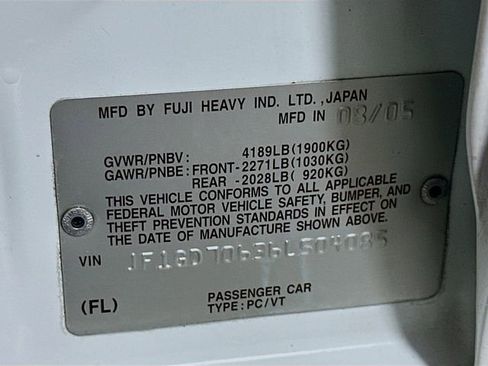 MFD BY FUJI HEAVY IND. LTD.,JAPAN
MFD IN 08/05
GVWR/PNBV: 4189LB(1900KG)
GAWR/PNBE: FRONT-2271LB(1030KG)
REAR -2028LB( 920KG)
THIS VEHICLE CONFORMS TO ALL APPLICABLE
FEDERAL MOTOR VEHICLE SAFETY, BUMPER, AND
THEFT PREVENTION STANDARDS IN EFFECT ON
THE DATE OF MANUFACTURE SHOWN ABOVE.
VIN JF1GD70636L504085
(FL) PASSENGER CAR
TYPE: PC/VT